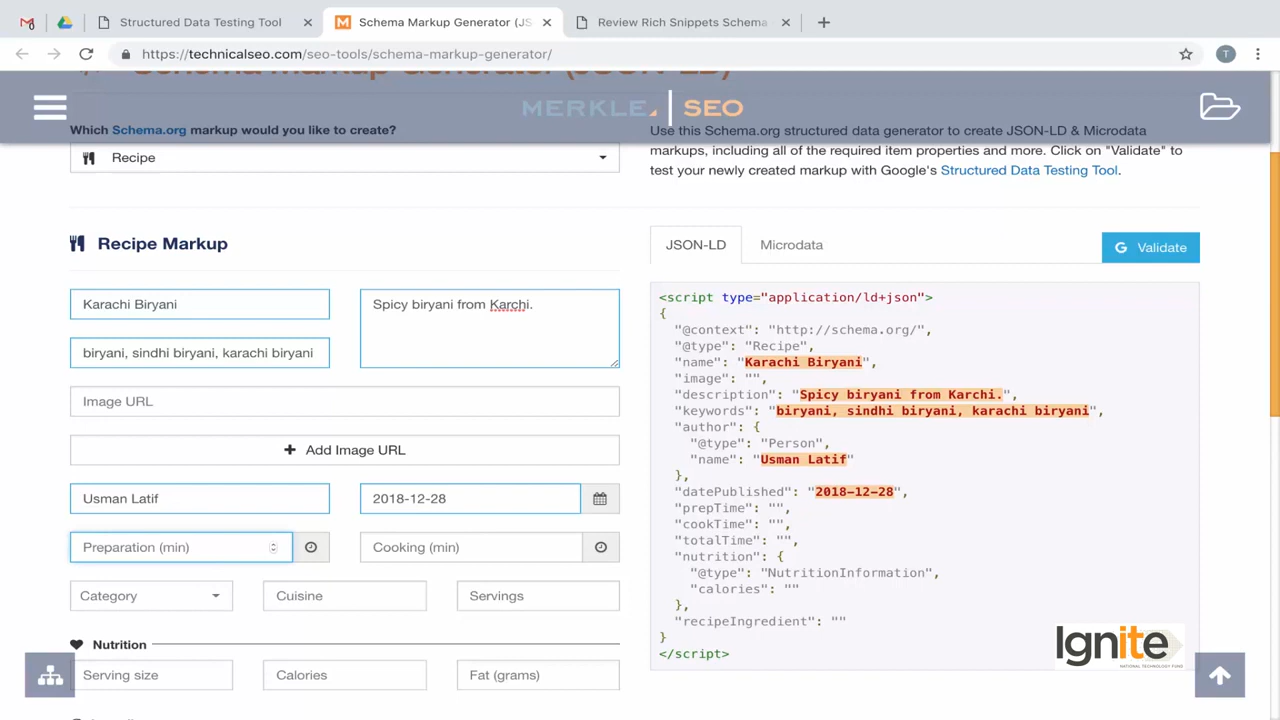 Structured Data Testing Tool
Schema Markup Generator (JS
Review Rich Snippets Schema
https://technicalseo.com/seo-tools/schema-markup-generator/
T
Schema Markup Generator (JSON-LD)
MERKLE | SEO
Which Schema.org markup would you like to create?
Recipe
Use this Schema.org structured data generator to create JSON-LD & Microdata
markups, including all of the required item properties and more. Click on "Validate" to
test your newly created markup with Google's Structured Data Testing Tool.
Recipe Markup
Karachi Biryani
Spicy biryani from Karchi.
biryani, sindhi biryani, karachi biryani
Image URL
Add Image URL
Usman Latif
2018-12-28
Preparation (min)
Cooking (min)
Category
Cuisine
Servings
Nutrition
Serving size
Calories
Fat (grams)
JSON-LD
Microdata
G Validate
<script type="application/ld+json">
{
"@context": "http://schema.org/",
"@type": "Recipe",
"name": "Karachi Biryani",
"image": "",
"description": "Spicy biryani from Karchi.",
"keywords": "biryani, sindhi biryani, karachi biryani",
"author": {
"@type": "Person",
"name": "Usman Latif"
},
"datePublished": "2018-12-28",
"prepTime": "",
"cookTime": "",
"totalTime": "",
"nutrition": {
"@type": "NutritionInformation",
"calories": ""
},
"recipeIngredient": ""
}
</script>
Ignite
NATIONAL TECHNOLOGY FUND